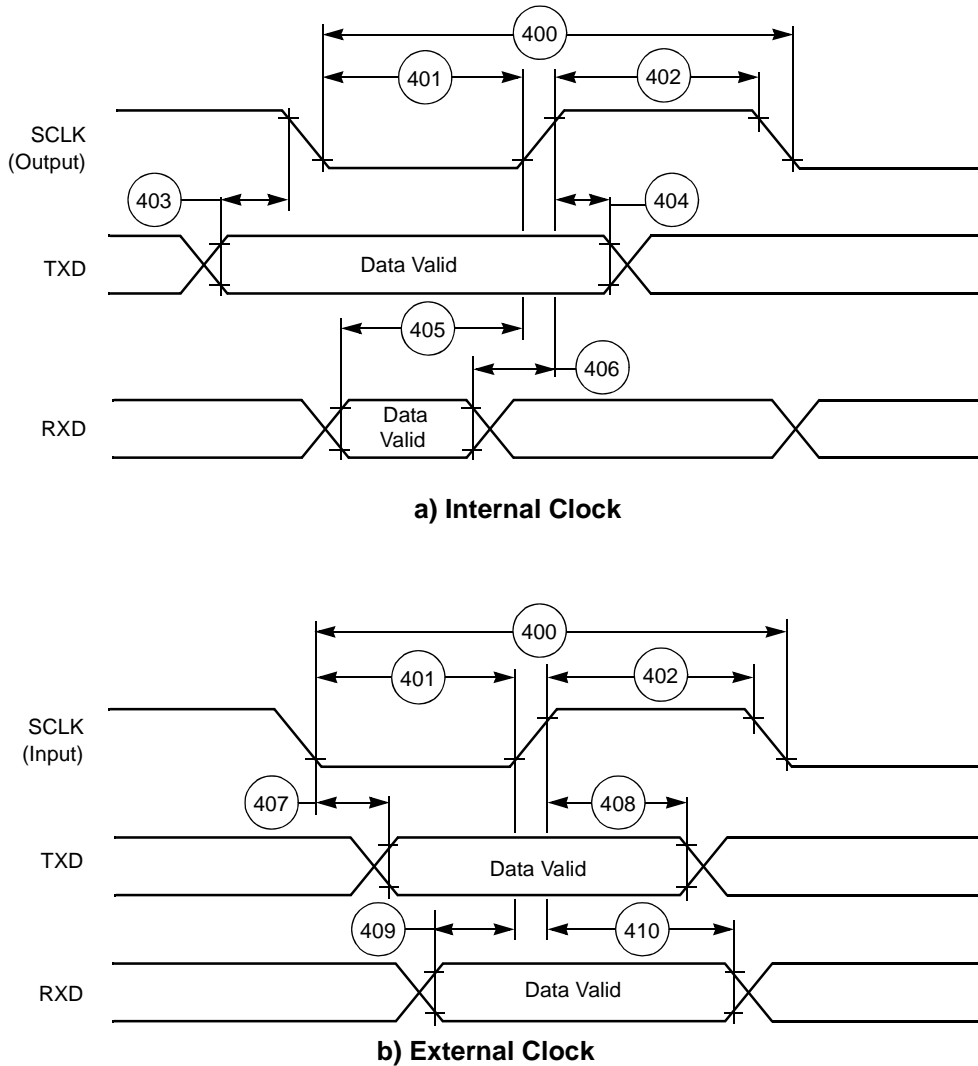 400
401
402
SCLK
(Output)
403
404
TXD
Data Valid
405
406
RXD
Data
Valid
a) Internal Clock
400
401
402
SCLK
(Input)
407
408
TXD
Data Valid
409
410
RXD
Data Valid
b) External Clock